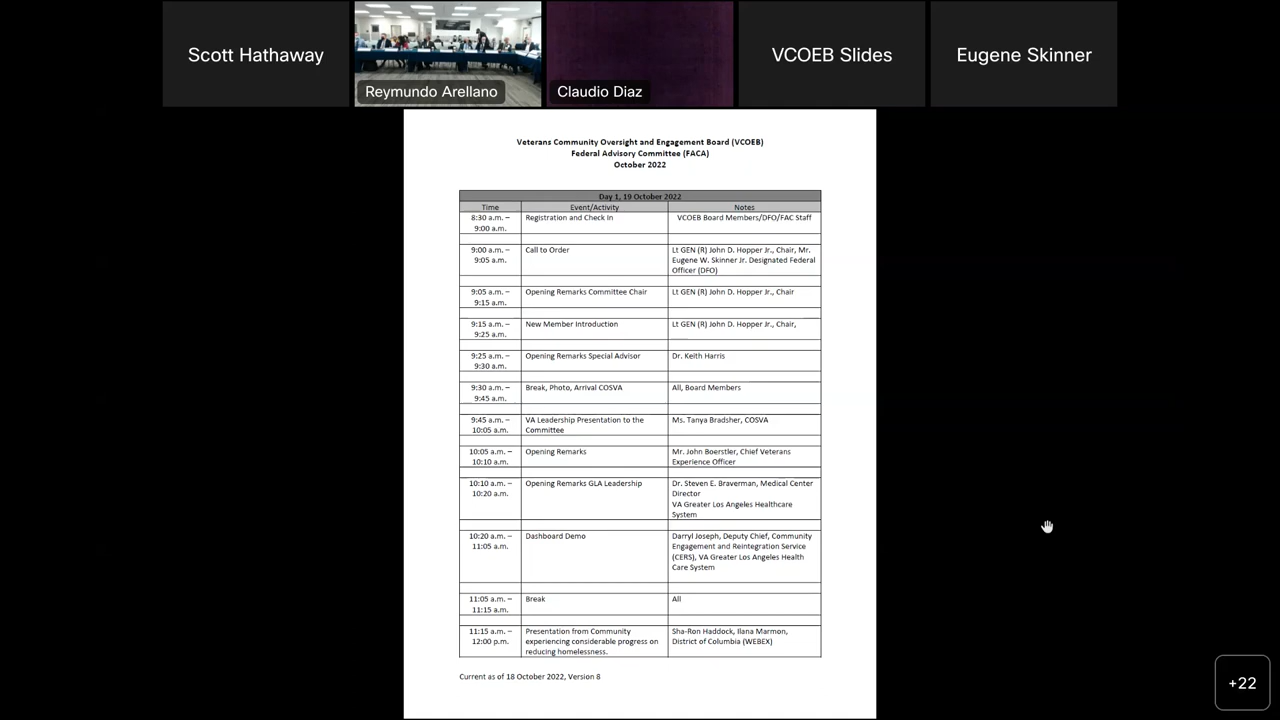 Scott Hathaway
Reymundo Arellano
Claudio Diaz
VCOEB Slides
Eugene Skinner
Veterans Community Oversight and Engagement Board (VCOEB)
Federal Advisory Committee (FACA)
October 2022
Day 1, 19 October 2022
Time Event/Activity Notes
8:30 a.m. – Registration and Check In VCOEB Board Members/DFO/FAC Staff
9:00 a.m.
9:00 a.m. – Call to Order Lt GEN (R) John D. Hopper Jr., Chair, Mr.
9:05 a.m. Eugene W. Skinner Jr. Designated Federal
Officer (DFO)
9:05 a.m. – Opening Remarks Committee Chair Lt GEN (R) John D. Hopper Jr., Chair
9:15 a.m.
9:15 a.m. – New Member Introduction Lt GEN (R) John D. Hopper Jr., Chair,
9:25 a.m.
9:25 a.m. – Opening Remarks Special Advisor Dr. Keith Harris
9:30 a.m.
9:30 a.m. – Break, Photo, Arrival COSVA All, Board Members
9:45 a.m.
9:45 a.m. – VA Leadership Presentation to the Ms. Tanya Bradsher, COSVA
10:05 a.m. Committee
10:05 a.m. – Opening Remarks Mr. John Boerstler, Chief Veterans
10:10 a.m. Experience Officer
10:10 a.m. – Opening Remarks GLA Leadership Dr. Steven E. Braverman, Medical Center
10:20 a.m. Director
VA Greater Los Angeles Healthcare
System
10:20 a.m. – Dashboard Demo Darryl Joseph, Deputy Chief, Community
11:05 a.m. Engagement and Reintegration Service
(CERS), VA Greater Los Angeles Health
Care System
11:05 a.m. – Break All
11:15 a.m.
11:15 a.m. – Presentation from Community Sha-Ron Haddock, Ilana Marmon,
12:00 p.m. experiencing considerable progress on District of Columbia (WEBEX)
reducing homelessness.
Current as of 18 October 2022, Version 8
+22